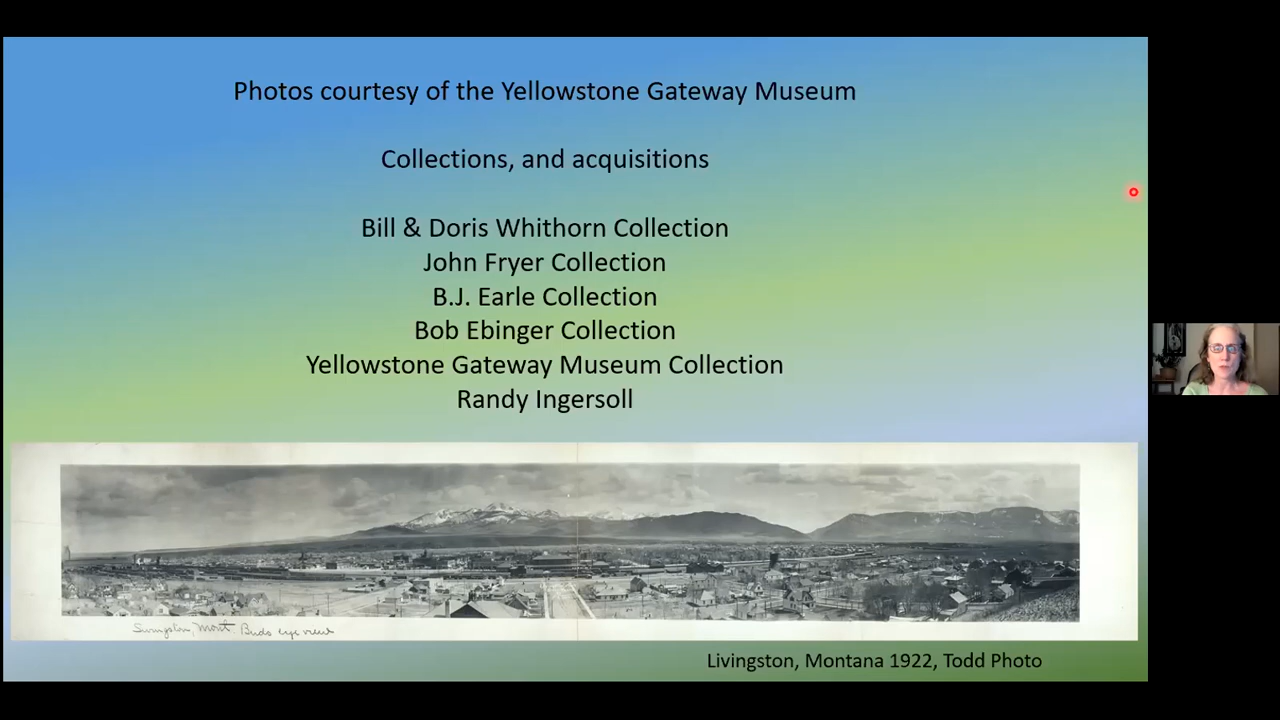 Photos courtesy of the Yellowstone Gateway Museum
Collections, and acquisitions
Bill & Doris Whithorn Collection
John Fryer Collection
B.J. Earle Collection
Bob Ebinger Collection
Yellowstone Gateway Museum Collection
Randy Ingersoll
Livingston, Mont. Birds eye view
Livingston, Montana 1922, Todd Photo